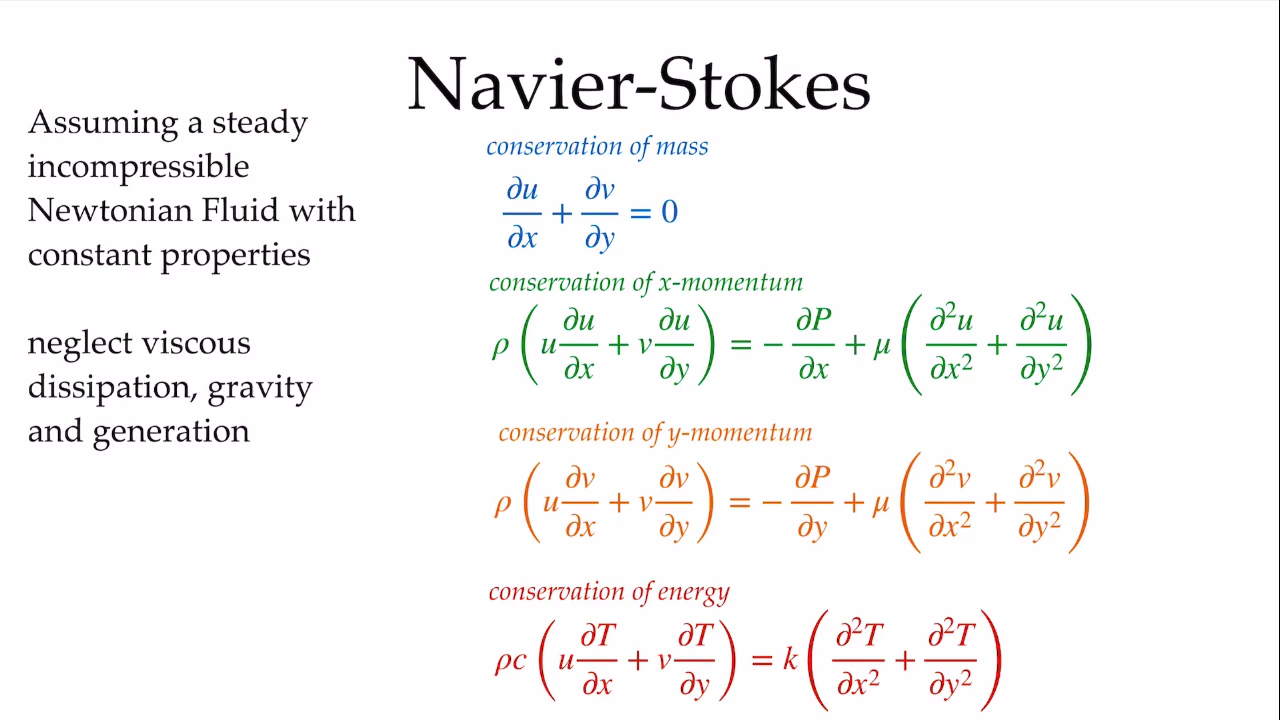 Navier-Stokes
Assuming a steady
incompressible
Newtonian Fluid with
constant properties
neglect viscous
dissipation, gravity
and generation
conservation of mass
∂u/∂x + ∂v/∂y = 0
conservation of x-momentum
ρ ( u ∂u/∂x + v ∂u/∂y ) = − ∂P/∂x + μ ( ∂²u/∂x² + ∂²u/∂y² )
conservation of y-momentum
ρ ( u ∂v/∂x + v ∂v/∂y ) = − ∂P/∂y + μ ( ∂²v/∂x² + ∂²v/∂y² )
conservation of energy
ρc ( u ∂T/∂x + v ∂T/∂y ) = k ( ∂²T/∂x² + ∂²T/∂y² )